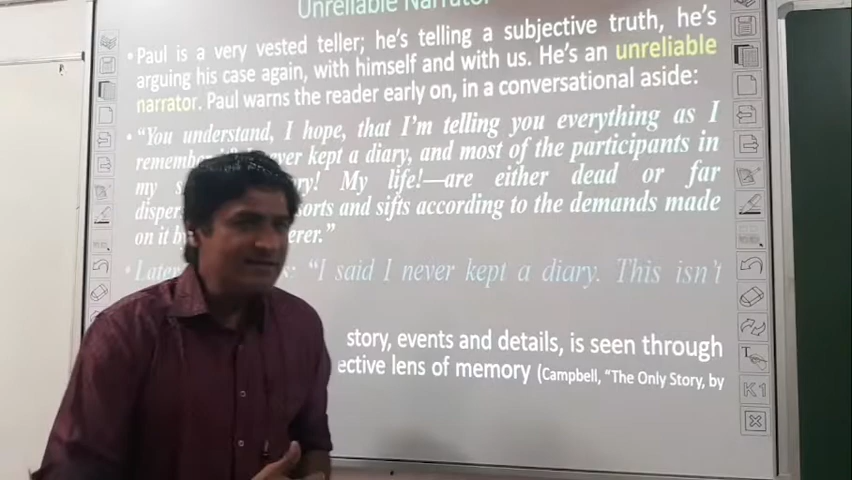 Unreliable Narrator
• Paul is a very vested teller; he's telling a subjective truth, he's
arguing his case again, with himself and with us. He's an unreliable
narrator. Paul warns the reader early on, in a conversational aside:
• "You understand, I hope, that I'm telling you everything as I
remember kept a diary, and most of the participants in
my ry! My life!—are either dead or far
disper orts and sifts according to the demands made
on it b erer."
• Later s: "I said I never kept a diary. This isn't
story, events and details, is seen through
ective lens of memory (Campbell, "The Only Story, by
T
K1